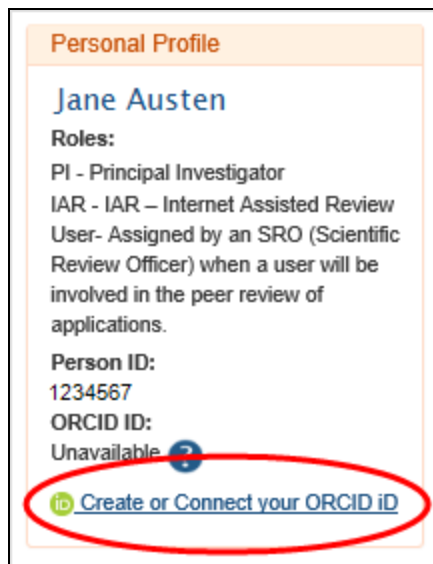 Personal Profile
Jane Austen
Roles:
PI - Principal Investigator
IAR - IAR – Internet Assisted Review
User- Assigned by an SRO (Scientific
Review Officer) when a user will be
involved in the peer review of
applications.
Person ID:
1234567
ORCID ID:
Unavailable ?
iD Create or Connect your ORCID iD